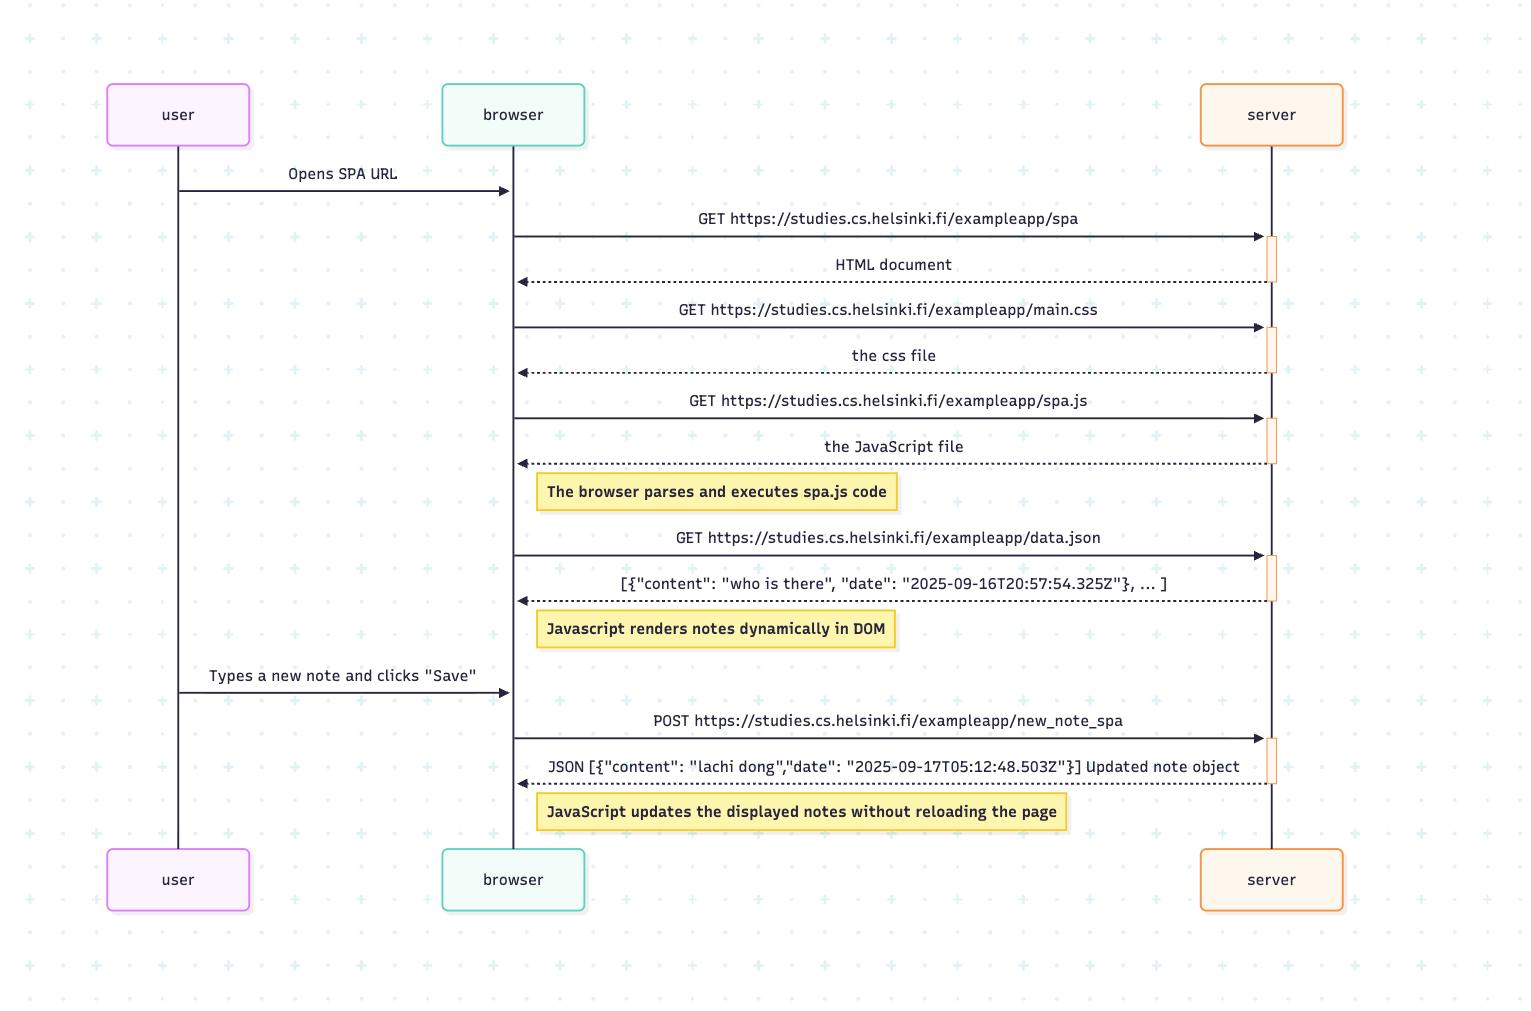 user
browser
server
Opens SPA URL
GET https://studies.cs.helsinki.fi/exampleapp/spa
HTML document
GET https://studies.cs.helsinki.fi/exampleapp/main.css
the css file
GET https://studies.cs.helsinki.fi/exampleapp/spa.js
the JavaScript file
The browser parses and executes spa.js code
GET https://studies.cs.helsinki.fi/exampleapp/data.json
[{"content": "who is there", "date": "2025-09-16T20:57:54.325Z"}, ... ]
Javascript renders notes dynamically in DOM
Types a new note and clicks "Save"
POST https://studies.cs.helsinki.fi/exampleapp/new_note_spa
JSON [{"content": "lachi dong","date": "2025-09-17T05:12:48.503Z"}] Updated note object
JavaScript updates the displayed notes without reloading the page
user
browser
server